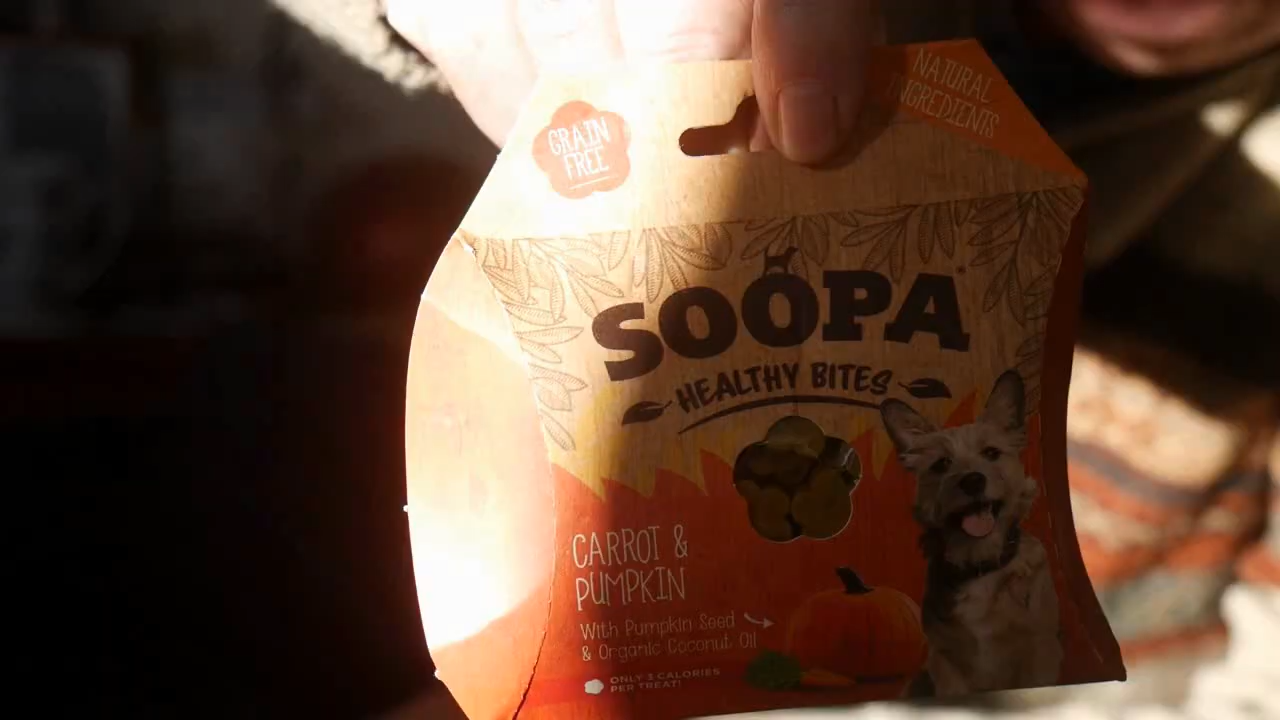 NATURAL
INGREDIENTS
GRAIN
FREE
SOOPA®
HEALTHY BITES
CARROT &
PUMPKIN
With Pumpkin Seed
& Organic Coconut Oil
ONLY 3 CALORIES
PER TREAT!